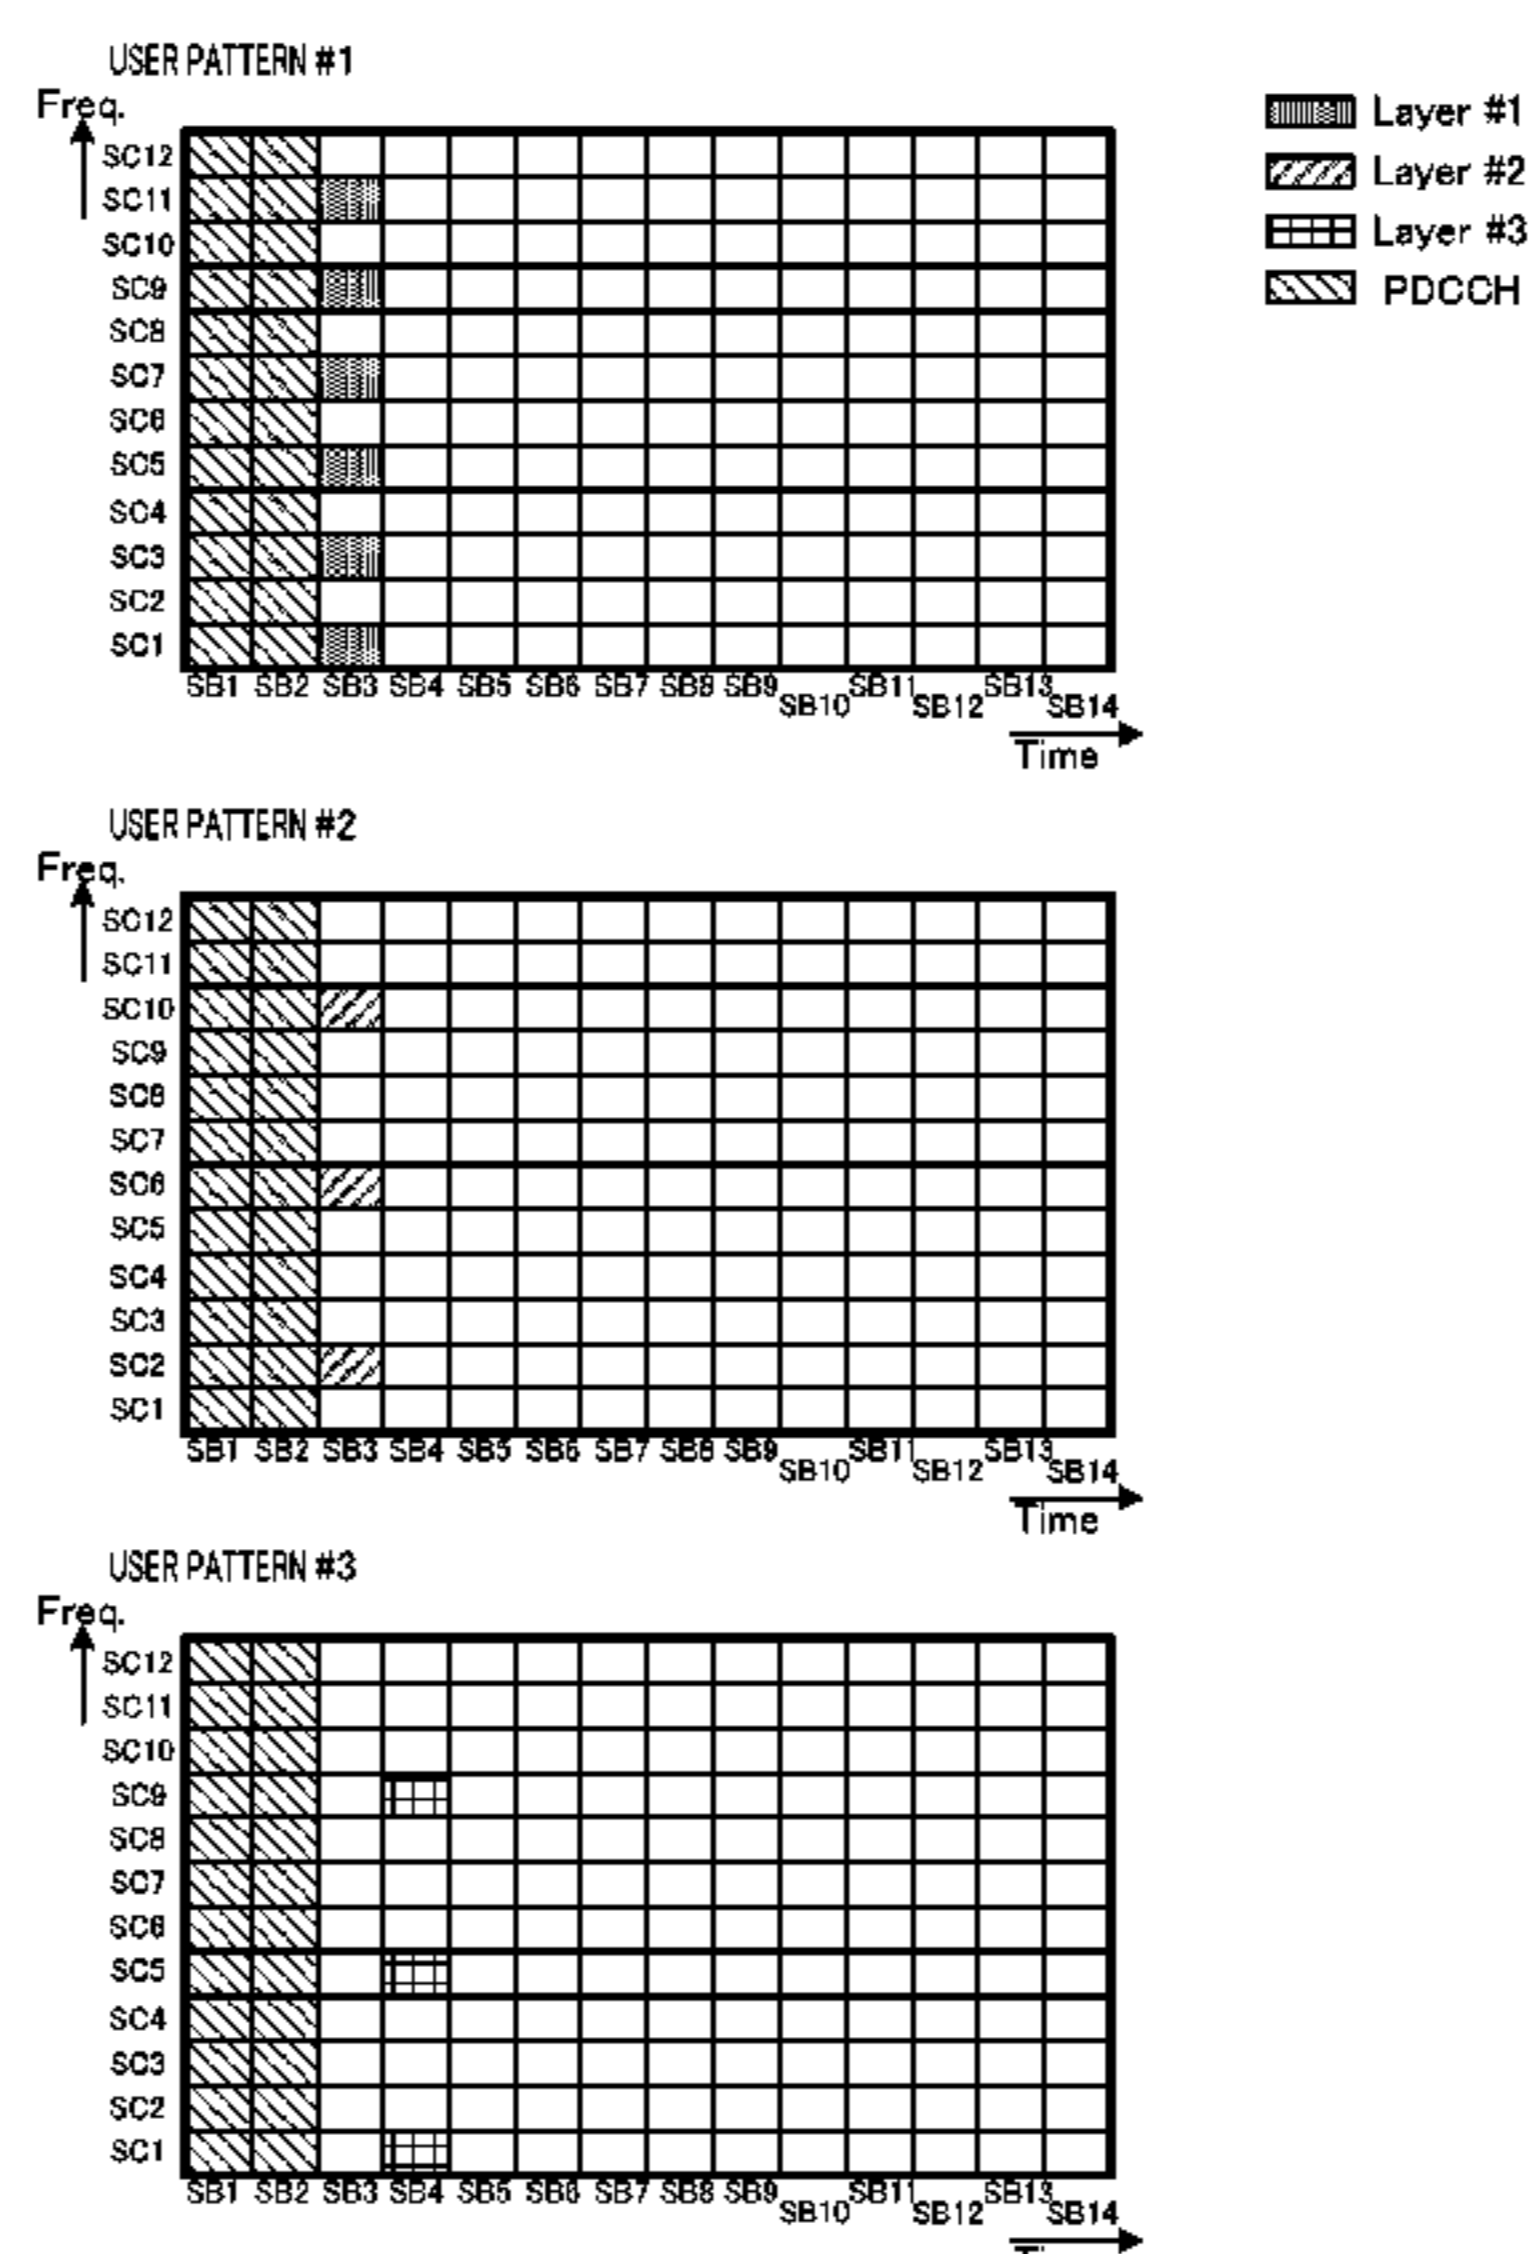 USER PATTERN #1
Freq.
SC12
SC11
SC10
SC9
SC8
SC7
SC6
SC5
SC4
SC3
SC2
SC1
SB1 SB2 SB3 SB4 SB5 SB6 SB7 SB8 SB9 SB10 SB11 SB12 SB13 SB14
Time
Layer #1
Layer #2
Layer #3
PDCCH
USER PATTERN #2
Freq.
SC12
SC11
SC10
SC9
SC8
SC7
SC6
SC5
SC4
SC3
SC2
SC1
SB1 SB2 SB3 SB4 SB5 SB6 SB7 SB8 SB9 SB10 SB11 SB12 SB13 SB14
Time
USER PATTERN #3
Freq.
SC12
SC11
SC10
SC9
SC8
SC7
SC6
SC5
SC4
SC3
SC2
SC1
SB1 SB2 SB3 SB4 SB5 SB6 SB7 SB8 SB9 SB10 SB11 SB12 SB13 SB14